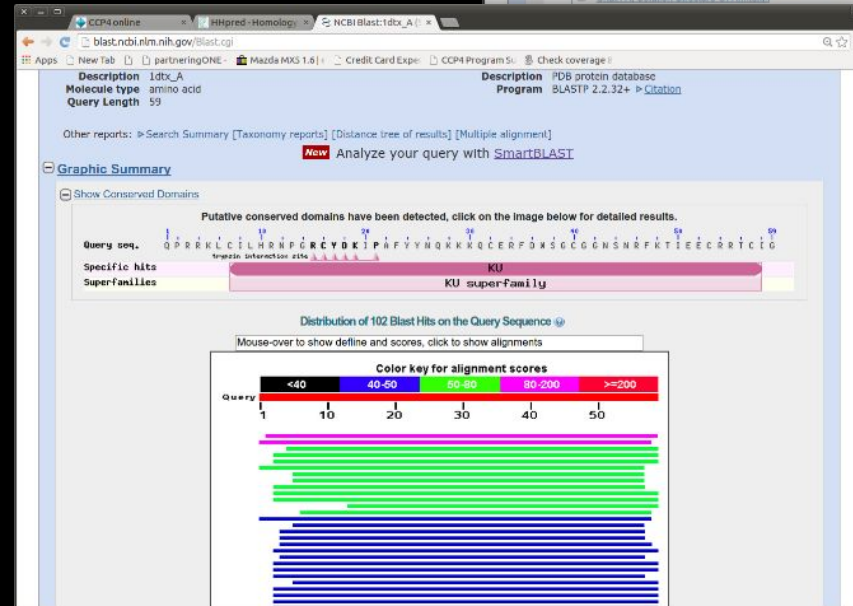 CCP4 online
HHpred - Homology
NCBI Blast:1dtx_A (
blast.ncbi.nlm.nih.gov/Blast.cgi
Apps New Tab partneringONE - Mazda MX5 1.6 Credit Card Expe CCP4 Program Su Check coverage
Description 1dtx_A
Molecule type amino acid
Query Length 59
Description PDB protein database
Program BLASTP 2.2.32+ Citation
Other reports: Search Summary [Taxonomy reports] [Distance tree of results] [Multiple alignment]
New Analyze your query with SmartBLAST
Graphic Summary
Show Conserved Domains
Putative conserved domains have been detected, click on the image below for detailed results.
1 10 20 30 40 50 59
Query seq. Q P R R K L C I L H R N P G R C Y D K I P A F Y Y N Q K K K Q C E R F D W S G C G G N S N R F K T I E E C R R T C I G
trypsin interaction site
Specific hits KU
Superfamilies KU superfamily
Distribution of 102 Blast Hits on the Query Sequence
Mouse-over to show defline and scores, click to show alignments
Color key for alignment scores
<40 40-50 50-80 80-200 >=200
Query
1 10 20 30 40 50